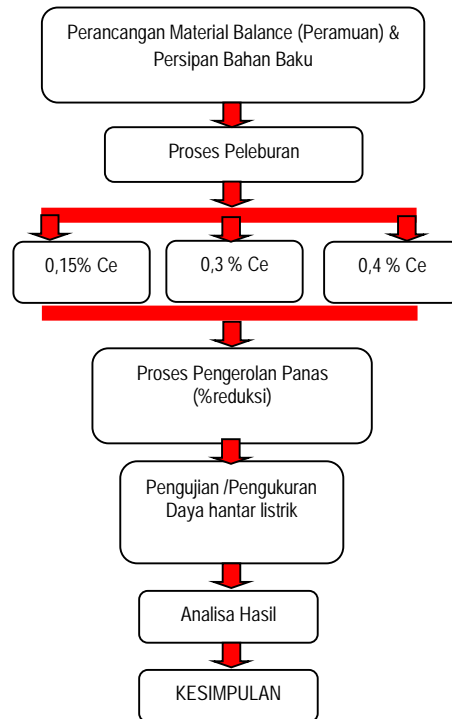 Perancangan Material Balance (Peramuan) &
Persipan Bahan Baku
Proses Peleburan
0,15% Ce
0,3 % Ce
0,4 % Ce
Proses Pengerolan Panas
(%reduksi)
Pengujian /Pengukuran
Daya hantar listrik
Analisa Hasil
KESIMPULAN